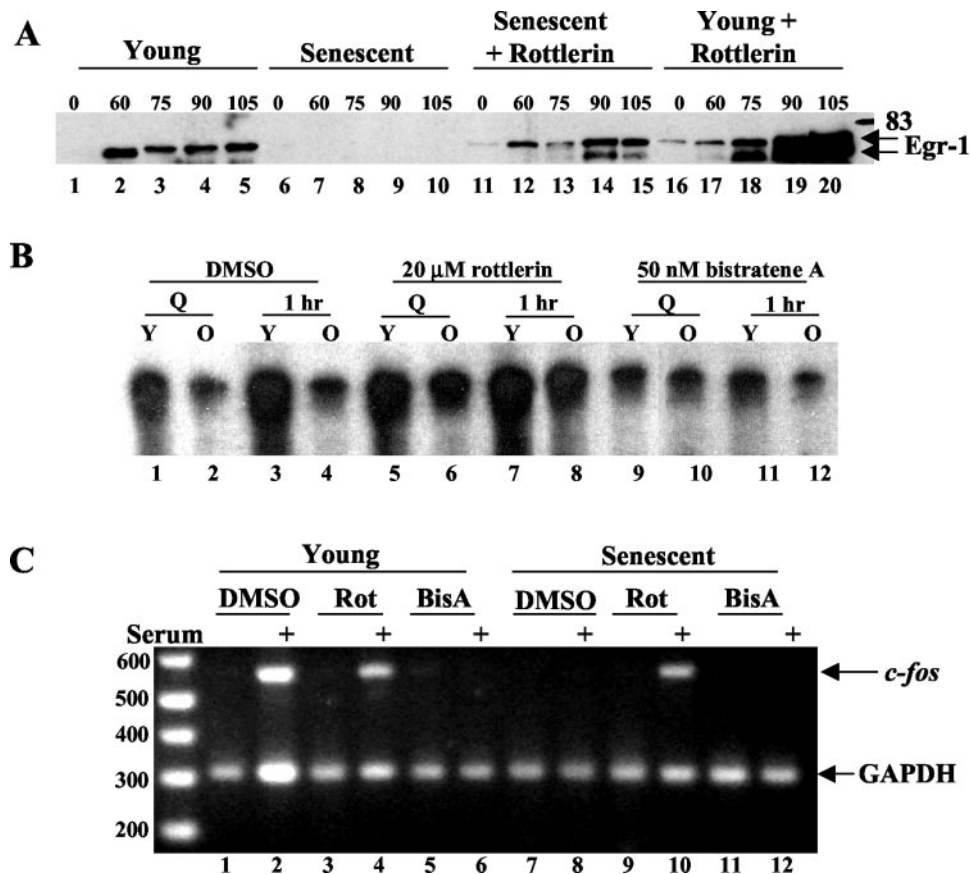 A
Young
Senescent
Senescent
+ Rottlerin
Young +
Rottlerin
0 60 75 90 105 0 60 75 90 105 0 60 75 90 105 0 60 75 90 105
83
Egr-1
1 2 3 4 5 6 7 8 9 10 11 12 13 14 15 16 17 18 19 20
B
DMSO 20 μM rottlerin 50 nM bistratene A
Q 1 hr Q 1 hr Q 1 hr
Y O Y O Y O Y O Y O Y O
1 2 3 4 5 6 7 8 9 10 11 12
C
Young Senescent
DMSO Rot BisA DMSO Rot BisA
Serum + + + + + +
600
c-fos
500
400
300
GAPDH
200
1 2 3 4 5 6 7 8 9 10 11 12